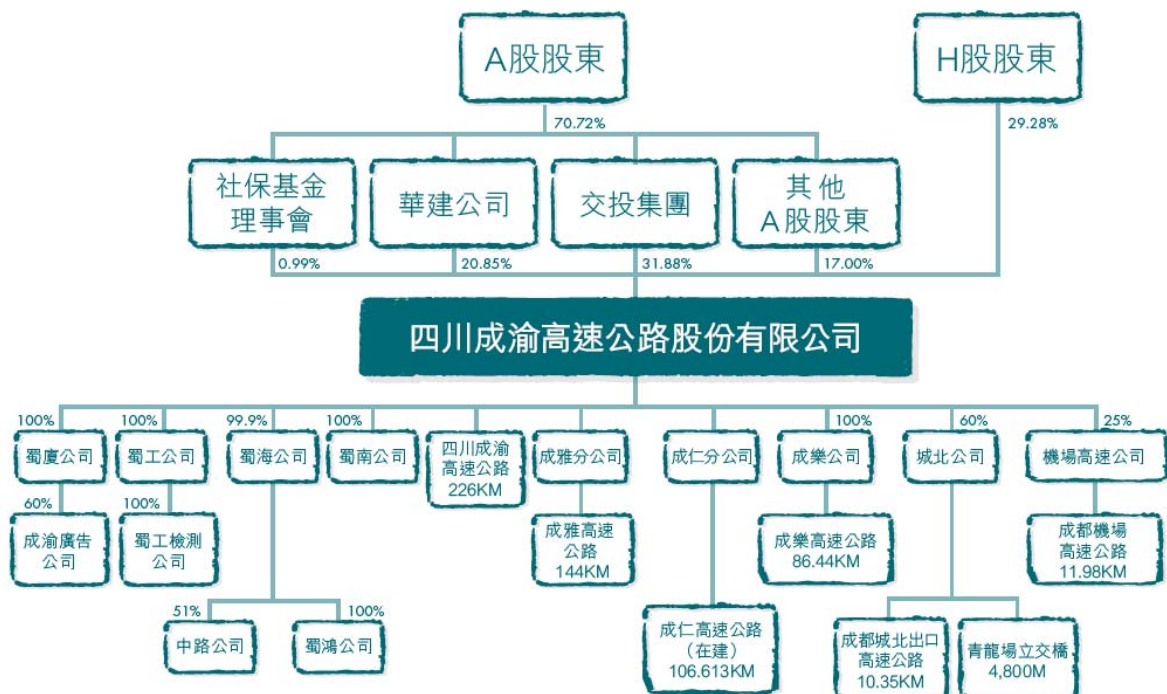 A股股東
H股股東
70.72%
29.28%
社保基金
理事會
華建公司
交投集團
其他
A股股東
0.99%
20.85%
31.88%
17.00%
四川成渝高速公路股份有限公司
100%
100%
99.9%
100%
100%
60%
25%
蜀廈公司
蜀工公司
蜀海公司
蜀南公司
四川成渝
高速公路
226KM
成雅分公司
成仁分公司
成樂公司
城北公司
機場高速公司
60%
100%
成渝廣告
公司
蜀工檢測
公司
成雅高速
公路
144KM
成樂高速公路
86.44KM
成都機場
高速公路
11.98KM
51%
100%
中路公司
蜀鴻公司
成仁高速公路
（在建）
106.613KM
成都城北出口
高速公路
10.35KM
青龍場立交橋
4,800M